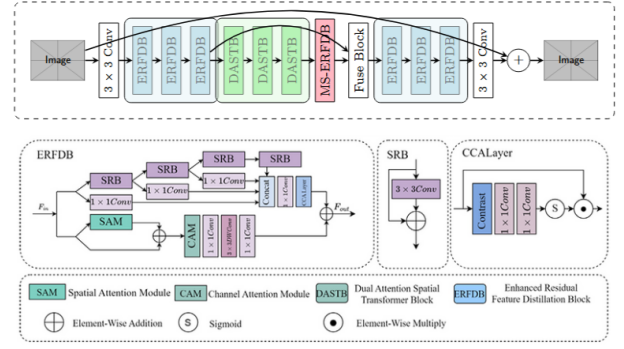 Image
3 × 3 Conv
ERFDB
ERFDB
ERFDB
DASTB
DASTB
DASTB
MS-ERFDB
Fuse Block
ERFDB
ERFDB
ERFDB
3 × 3 Conv
Image
ERFDB
SRB
SRB
SRB
SRB
1 × 1Conv
1 × 1Conv
1 × 1Conv
Concat
1 × 1Conv
CCALayer
F_in
SAM
CAM
1 × 1Conv
3 × 3DWConv
1 × 1Conv
F_out
SRB
3 × 3Conv
CCALayer
Contrast
1 × 1Conv
1 × 1Conv
S
SAM Spatial Attention Module
CAM Channel Attention Module
DASTB Dual Attention Spatial
Transformer Block
ERFDB Enhanced Residual
Feature Distillation Block
Element-Wise Addition
S Sigmoid
Element-Wise Multiply